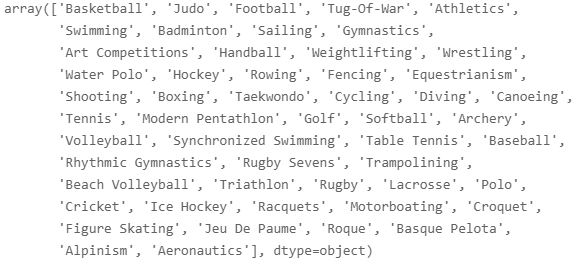 array(['Basketball', 'Judo', 'Football', 'Tug-Of-War', 'Athletics',
'Swimming', 'Badminton', 'Sailing', 'Gymnastics',
'Art Competitions', 'Handball', 'Weightlifting', 'Wrestling',
'Water Polo', 'Hockey', 'Rowing', 'Fencing', 'Equestrianism',
'Shooting', 'Boxing', 'Taekwondo', 'Cycling', 'Diving', 'Canoeing',
'Tennis', 'Modern Pentathlon', 'Golf', 'Softball', 'Archery',
'Volleyball', 'Synchronized Swimming', 'Table Tennis', 'Baseball',
'Rhythmic Gymnastics', 'Rugby Sevens', 'Trampolining',
'Beach Volleyball', 'Triathlon', 'Rugby', 'Lacrosse', 'Polo',
'Cricket', 'Ice Hockey', 'Racquets', 'Motorboating', 'Croquet',
'Figure Skating', 'Jeu De Paume', 'Roque', 'Basque Pelota',
'Alpinism', 'Aeronautics'], dtype=object)